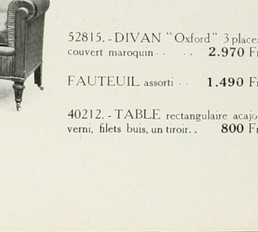 52815. - DIVAN "Oxford" 3 places
couvert maroquin . . . 2.970 Fr
FAUTEUIL assorti . . 1.490 Fr
40212. - TABLE rectangulaire acajo
verni, filets buis, un tiroir. . 800 Fr